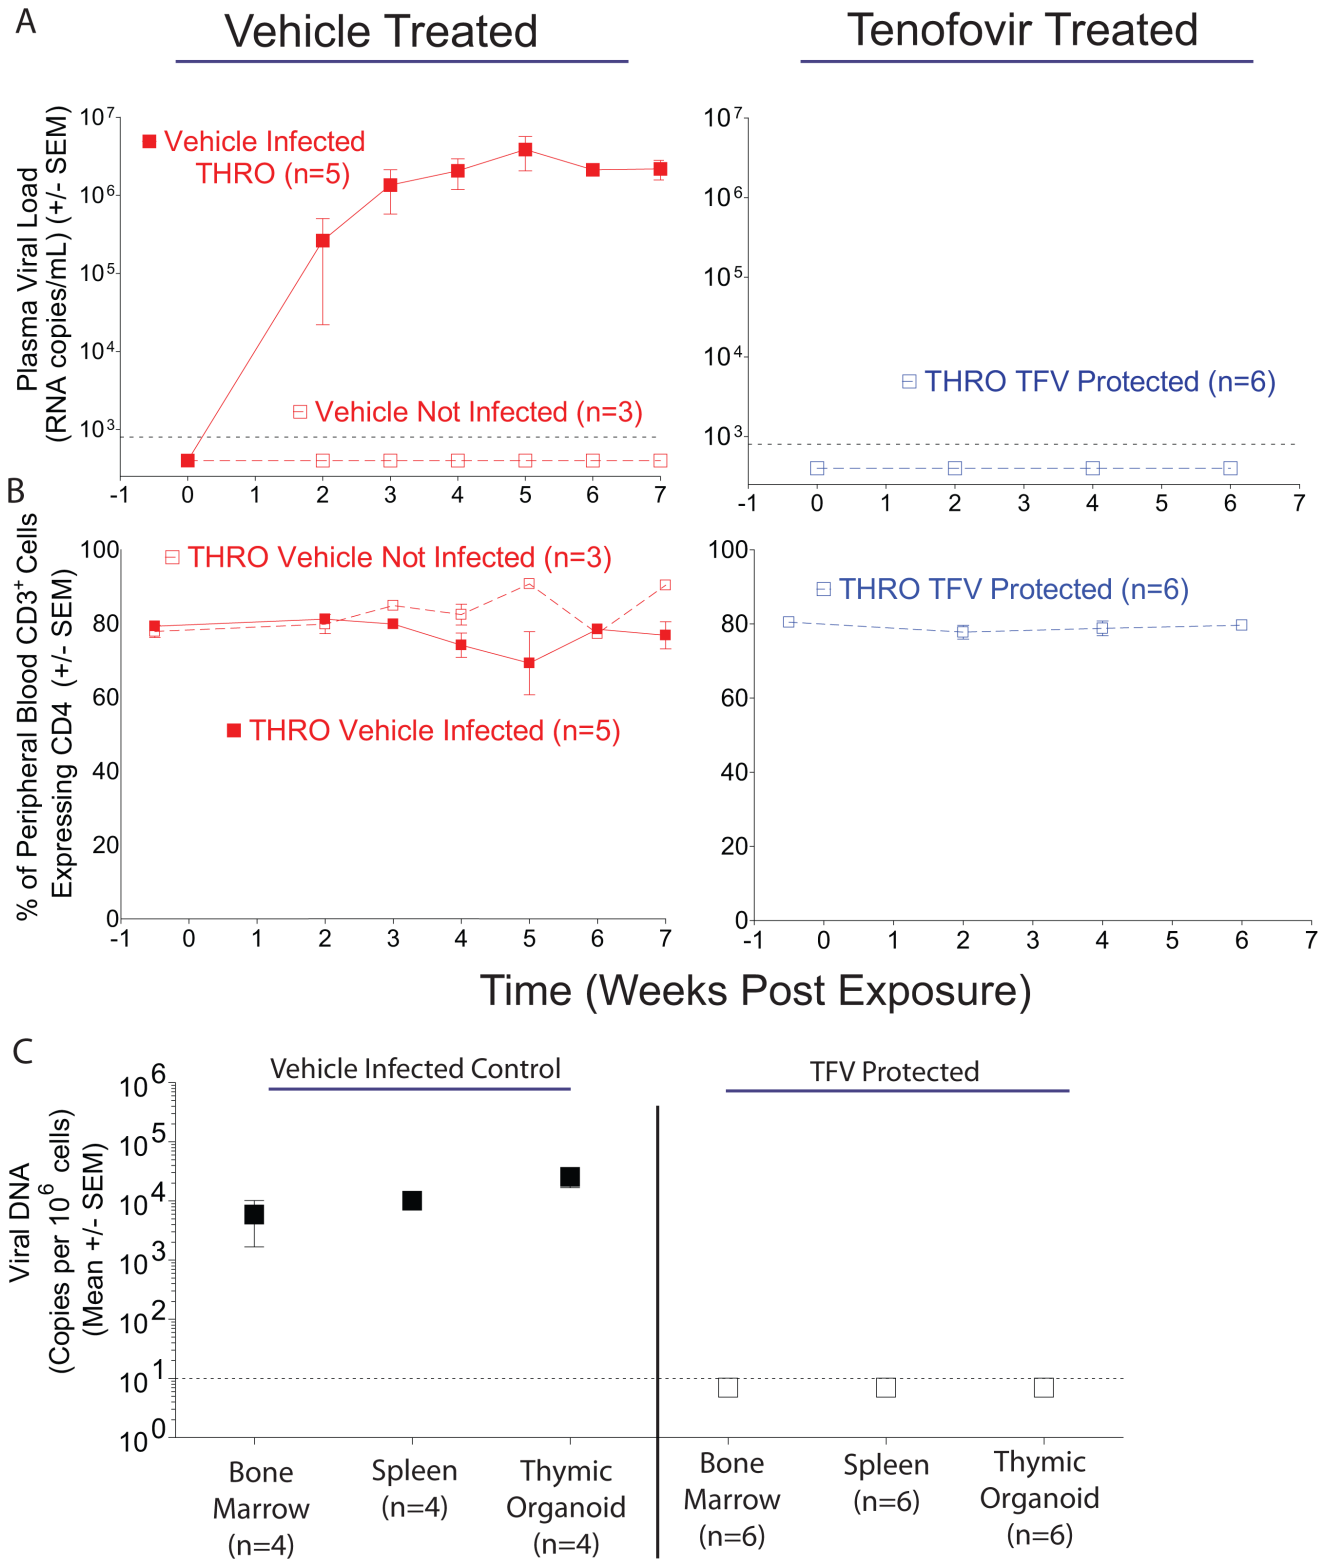 A
Vehicle Treated
Tenofovir Treated
Plasma Viral Load
(RNA copies/mL) (+/- SEM)
10^7
10^6
10^5
10^4
10^3
Vehicle Infected
THRO (n=5)
Vehicle Not Infected (n=3)
-1 0 1 2 3 4 5 6 7
10^7
10^6
10^5
10^4
10^3
THRO TFV Protected (n=6)
-1 0 1 2 3 4 5 6 7
B
% of Peripheral Blood CD3+ Cells
Expressing CD4 (+/- SEM)
100
80
60
40
20
0
THRO Vehicle Not Infected (n=3)
THRO Vehicle Infected (n=5)
-1 0 1 2 3 4 5 6 7
100
80
60
40
20
0
THRO TFV Protected (n=6)
-1 0 1 2 3 4 5 6 7
Time (Weeks Post Exposure)
C
Vehicle Infected Control
TFV Protected
Viral DNA
(Copies per 10^6 cells)
(Mean +/- SEM)
10^6
10^5
10^4
10^3
10^2
10^1
10^0
Bone
Marrow
(n=4)
Spleen
(n=4)
Thymic
Organoid
(n=4)
Bone
Marrow
(n=6)
Spleen
(n=6)
Thymic
Organoid
(n=6)